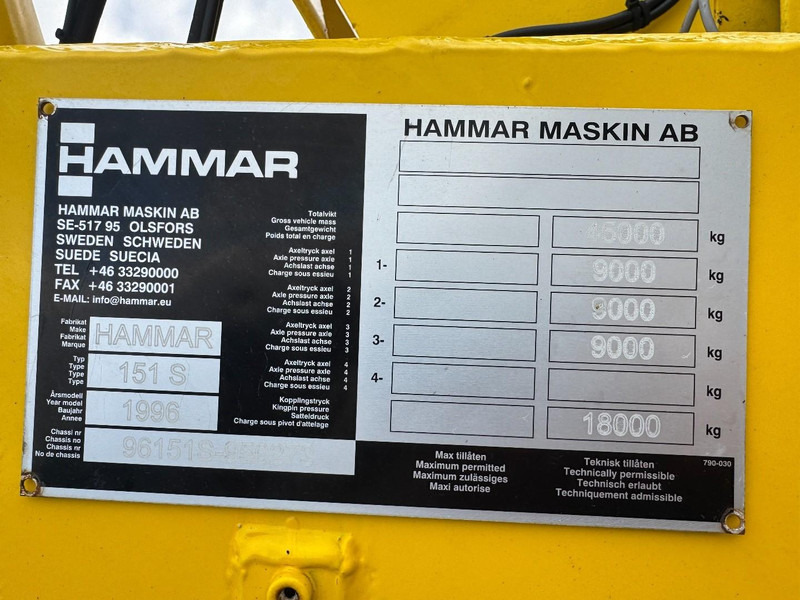 HAMMAR
HAMMAR MASKIN AB
SE-517 95 OLSFORS
SWEDEN SCHWEDEN
SUEDE SUECIA
TEL +46 33290000
FAX +46 33290001
E-MAIL: info@hammar.eu
Fabrikat
Make
Fabrikat
Marque
HAMMAR
Typ
Type
Type
Type
151 S
Årsmodell
Year model
Baujahr
Annee
1996
Chassi nr
Chassis no
Chassis nr
No de chassis
Totalvikt
Gross vehicle mass
Gesamtgewicht
Poids total en charge
Axeltryck axel 1
Axle pressure axle 1
Achslast achse 1
Charge sous essieu 1
Axeltryck axel 2
Axle pressure axle 2
Achslast achse 2
Charge sous essieu 2
Axeltryck axel 3
Axle pressure axle 3
Achslast achse 3
Charge sous essieu 3
Axeltryck axel 4
Axle pressure axle 4
Achslast achse 4
Charge sous essieu 4
Kopplingstryck
Kingpin pressure
Satteldruck
Charge sous pivot d'attelage
HAMMAR MASKIN AB
kg
1- 9000 kg
2- 9000 kg
3- 9000 kg
4- kg
18000 kg
Max tillåten
Maximum permitted
Maximum zulässiges
Maxi autorise
Teknisk tillåten
Technically permissible
Technisch erlaubt
Techniquement admissible
790-030